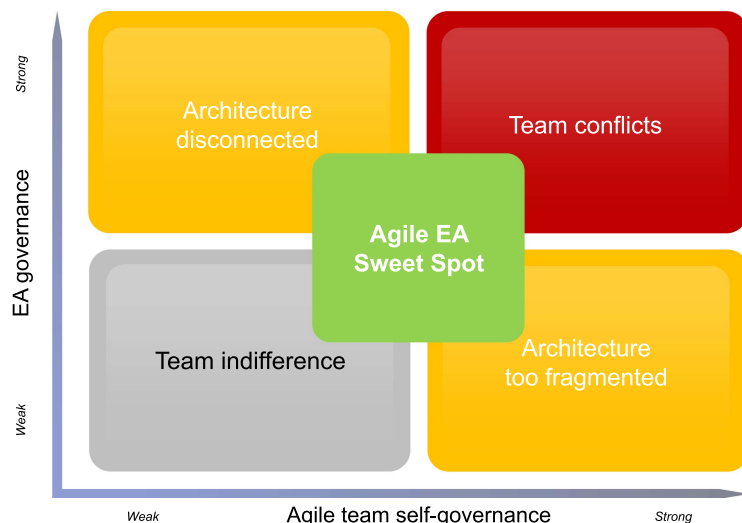 Strong
Architecture
disconnected
Team conflicts
EA governance
Agile EA
Sweet Spot
Team indifference
Architecture
too fragmented
Weak
Weak
Agile team self-governance
Strong